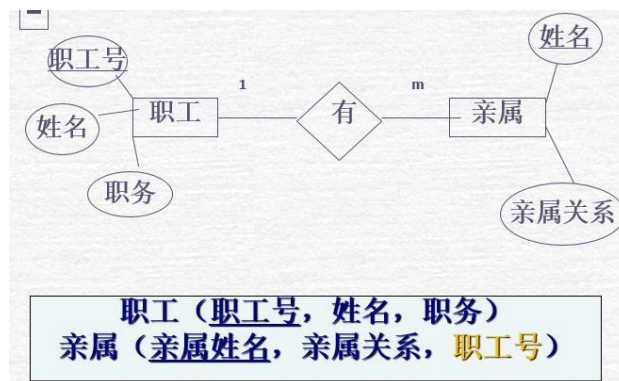 职工号
姓名
1
m
职工
有
亲属
姓名
职务
亲属关系
职工（职工号，姓名，职务）
亲属（亲属姓名，亲属关系，职工号）